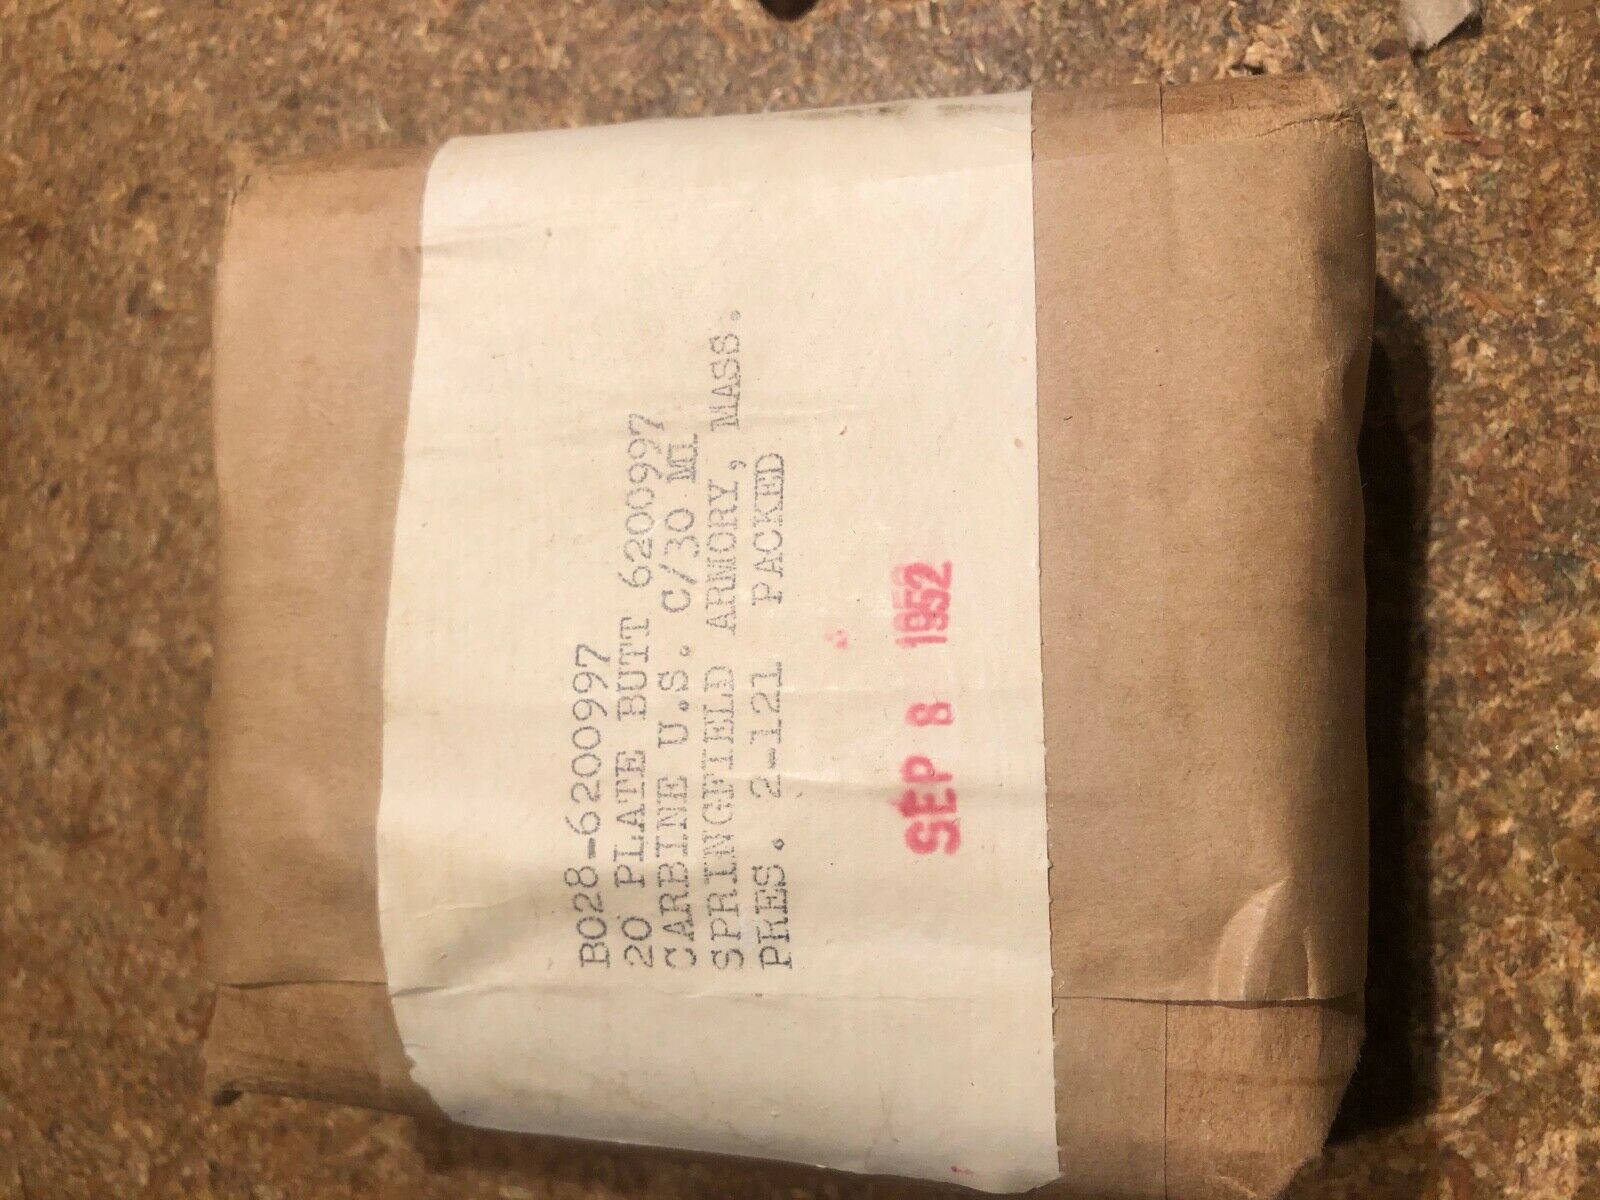 B028-6200997
20 PLATE BUTT 6200997
CARBINE U.S. C/30 M1
SPRINGFIELD ARMORY, MASS.
PRES. 2-121 PACKED
SEP 8 1952